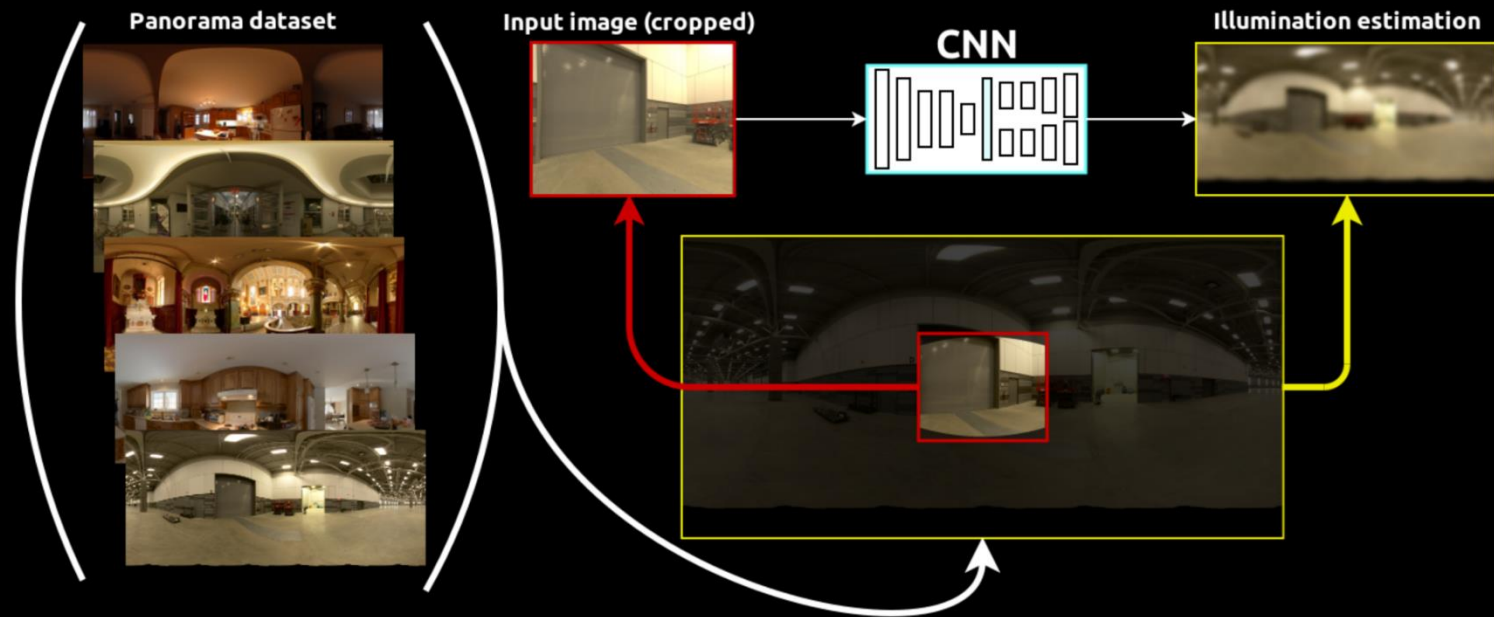 Panorama dataset
Input image (cropped)
CNN
Illumination estimation